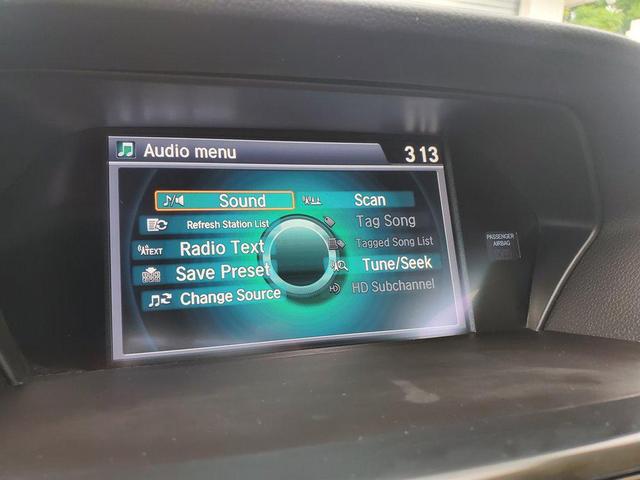 Audio menu
3 13
Sound
Refresh Station List
Radio Text
Save Preset
Change Source
Scan
Tag Song
Tagged Song List
Tune/Seek
HD Subchannel
TEXT
PASSENGER
AIRBAG